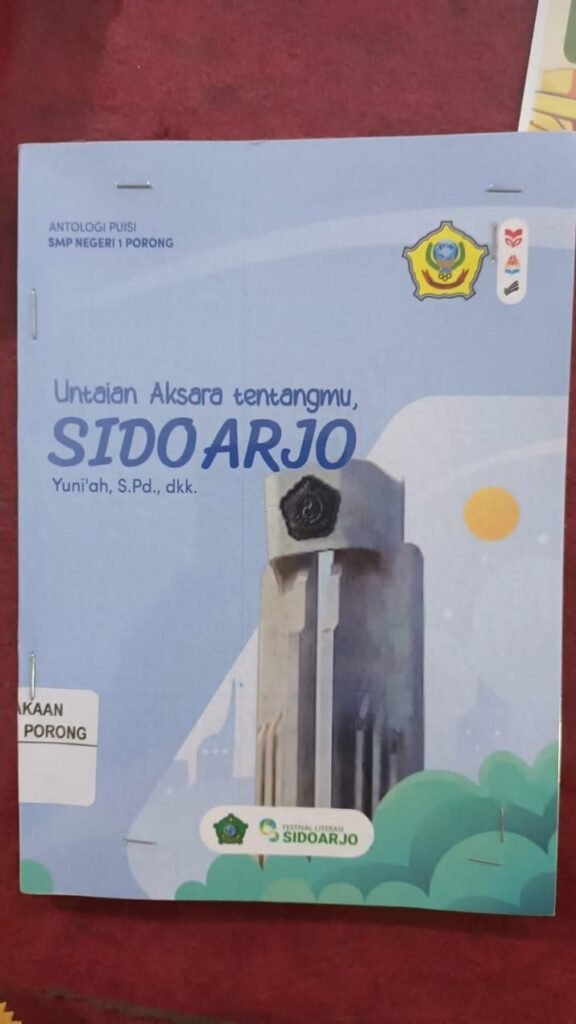 ANTOLOGI PUISI
SMP NEGERI 1 PORONG
Untaian Aksara tentangmu,
SIDOARJO
Yuni'ah, S.Pd., dkk.
AKAAN
PORONG
FESTIVAL LITERASI
SIDOARJO